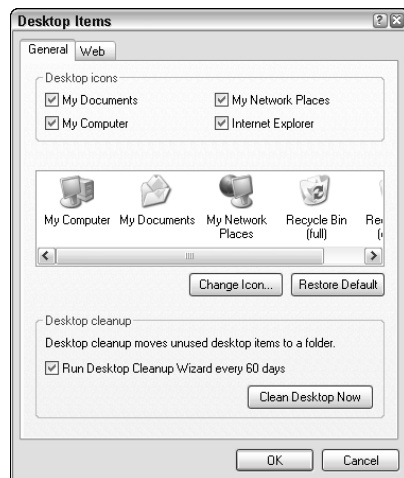 Desktop Items
General Web
Desktop icons
My Documents My Network Places
My Computer Internet Explorer
My Computer My Documents My Network Places Recycle Bin (full)
Change Icon... Restore Default
Desktop cleanup
Desktop cleanup moves unused desktop items to a folder.
Run Desktop Cleanup Wizard every 60 days
Clean Desktop Now
OK Cancel